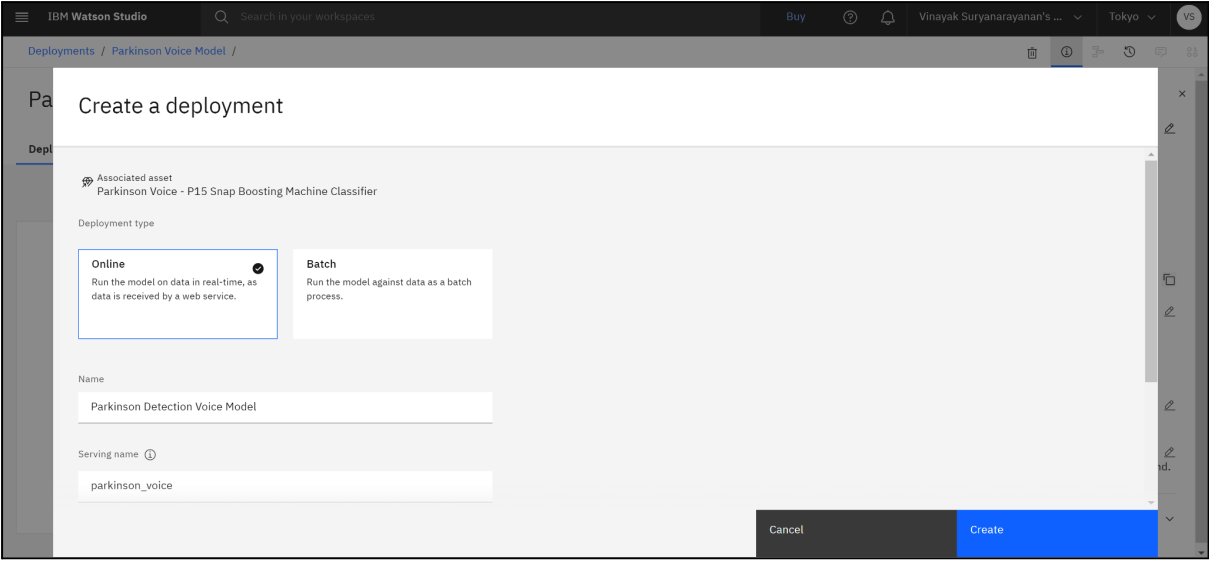 IBM Watson Studio
Search in your workspaces
Buy
Vinayak Suryanarayanan's ...
Tokyo
VS
Deployments / Parkinson Voice Model /
Pa
Create a deployment
Depl
Associated asset
Parkinson Voice - P15 Snap Boosting Machine Classifier
Deployment type
Online
Run the model on data in real-time, as
data is received by a web service.
Batch
Run the model against data as a batch
process.
Name
Parkinson Detection Voice Model
Serving name
parkinson_voice
nd.
Cancel
Create